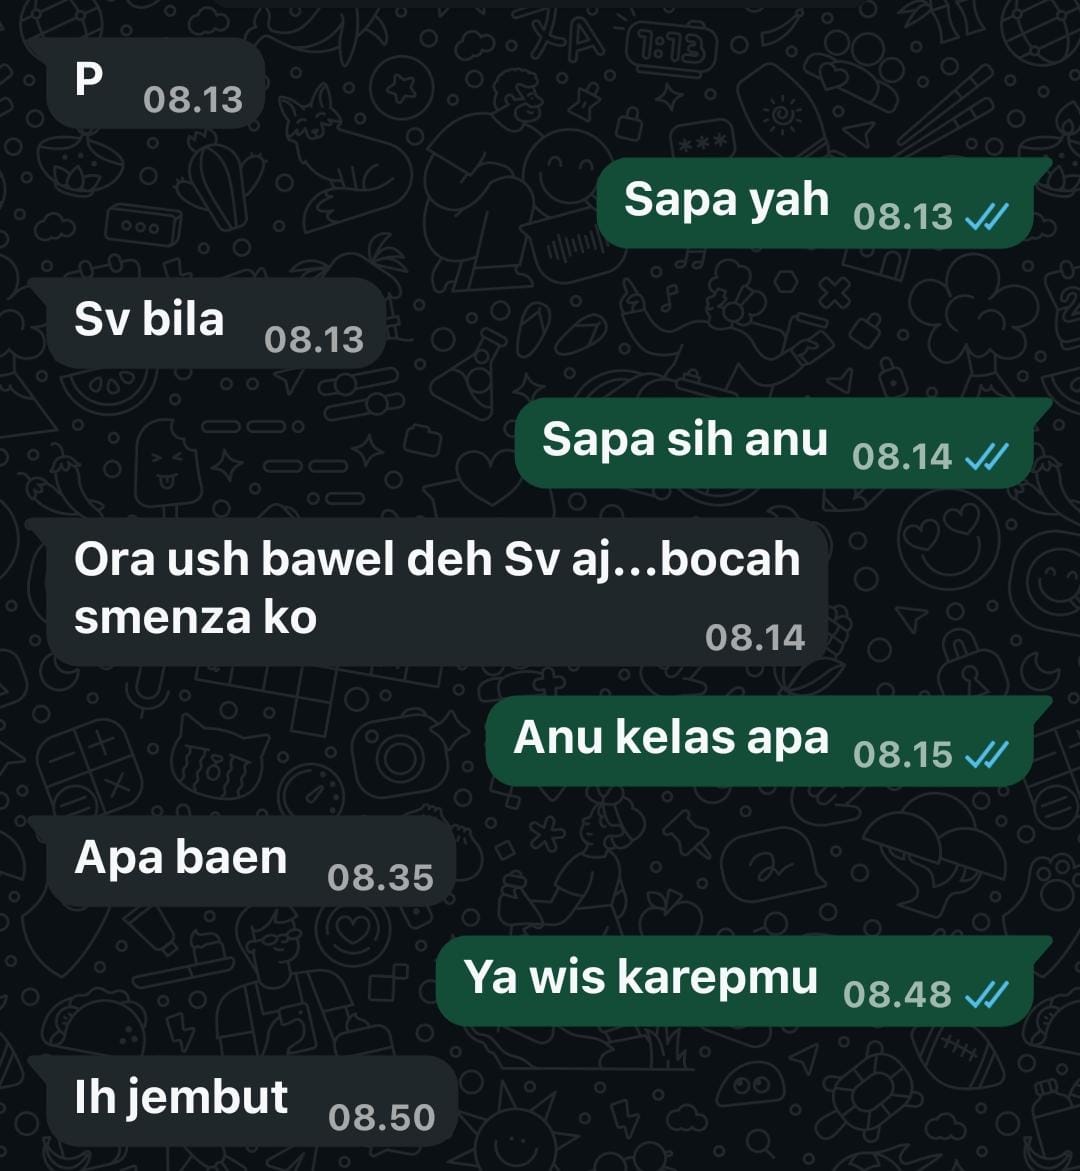 P 08.13
Sapa yah 08.13
Sv bila 08.13
Sapa sih anu 08.14
Ora ush bawel deh Sv aj...bocah
smenza ko 08.14
Anu kelas apa 08.15
Apa baen 08.35
Ya wis karepmu 08.48
Ih jembut 08.50